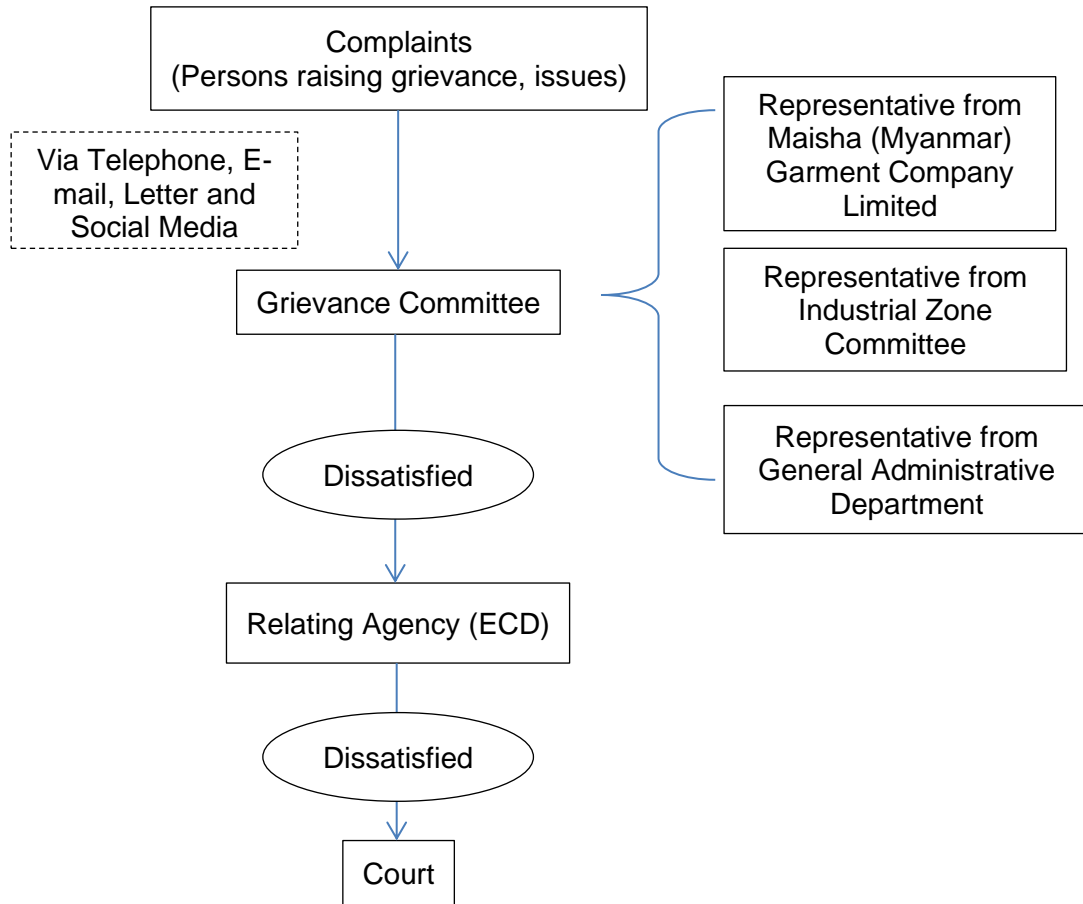 Complaints
(Persons raising grievance, issues)
Via Telephone, E-
mail, Letter and
Social Media
Grievance Committee
Representative from
Maisha (Myanmar)
Garment Company
Limited
Representative from
Industrial Zone
Committee
Representative from
General Administrative
Department
Dissatisfied
Relating Agency (ECD)
Dissatisfied
Court